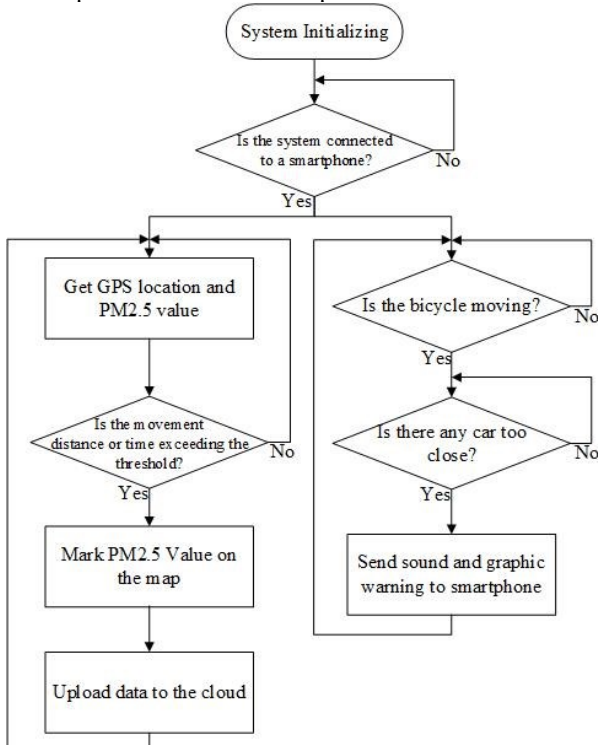 System Initializing
Is the system connected
to a smartphone?
No
Yes
Get GPS location and
PM2.5 value
Is the movement
distance or time exceeding the
threshold?
No
Yes
Mark PM2.5 Value on
the map
Upload data to the cloud
Is the bicycle moving?
No
Yes
Is there any car too
close?
No
Yes
Send sound and graphic
warning to smartphone